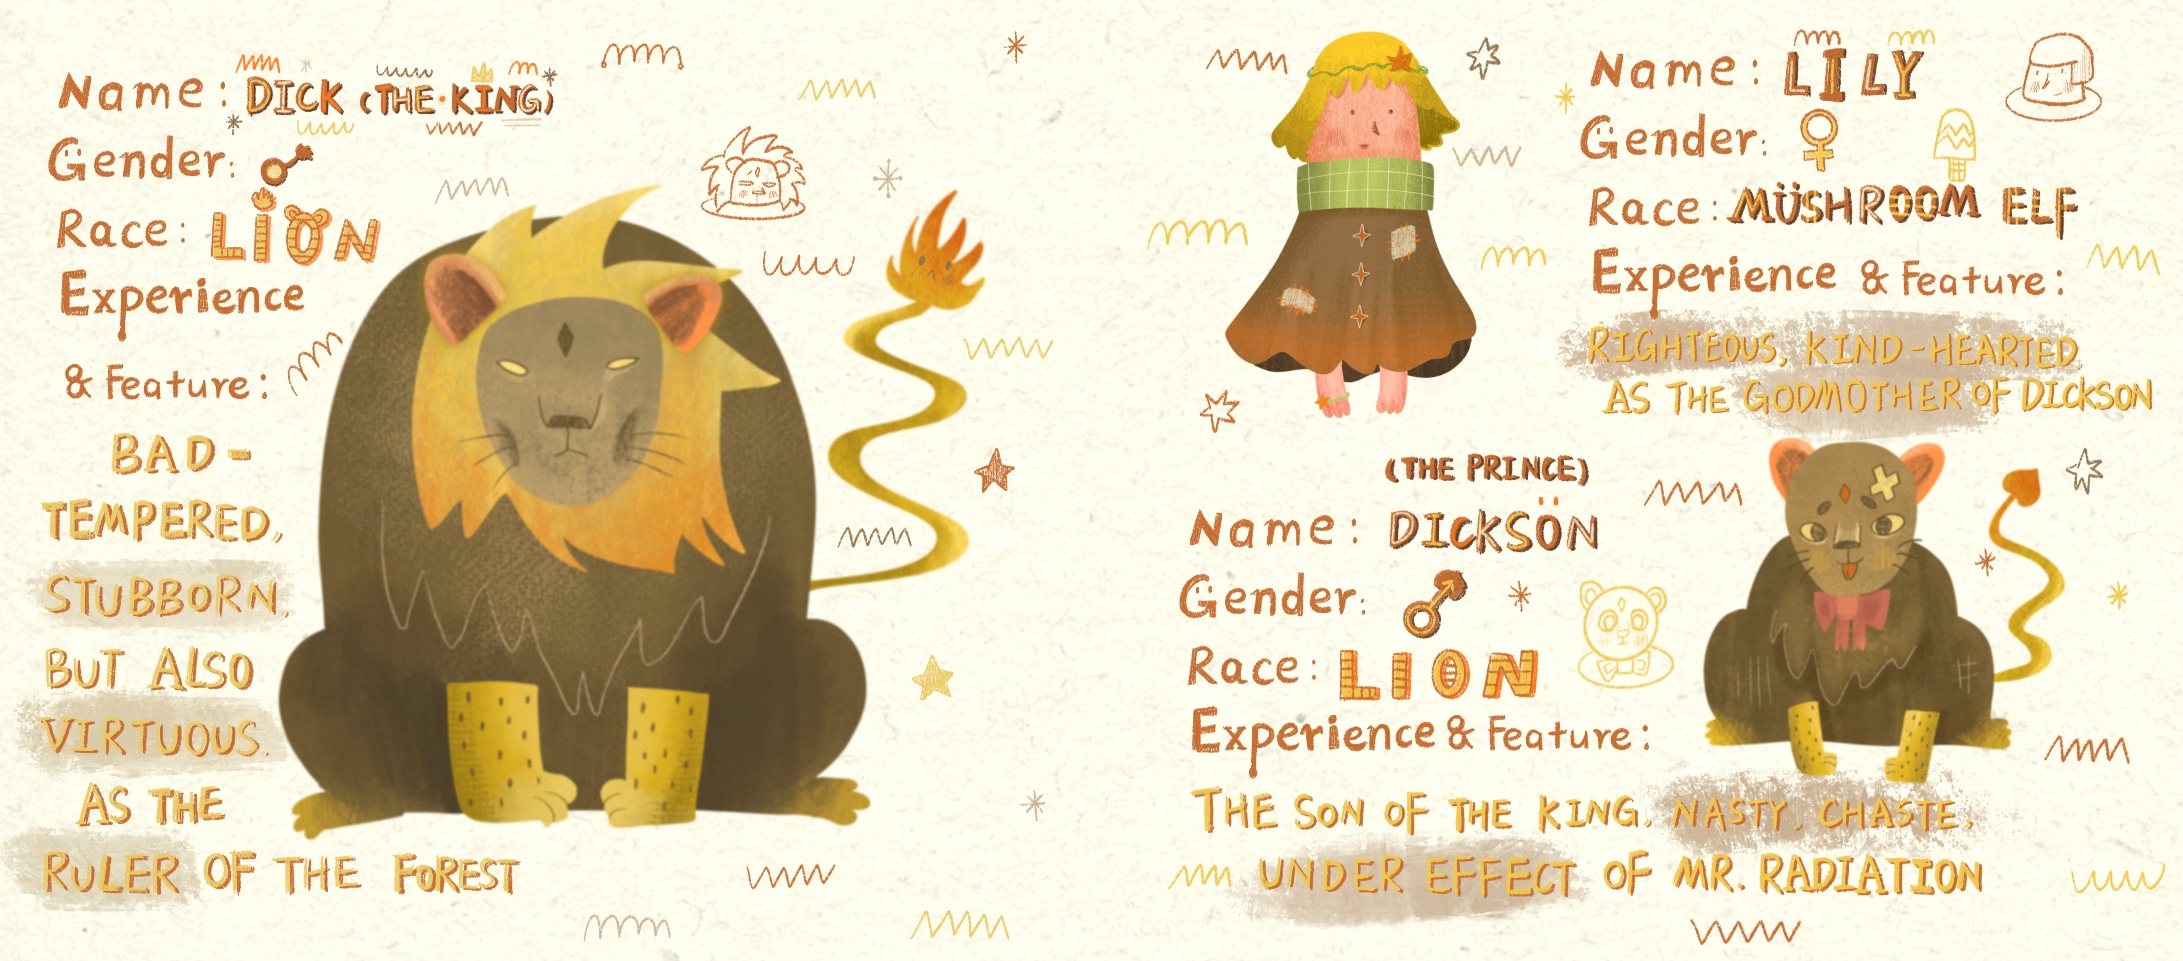 Name: DICK (THE·KING)
Gender: ♂
Race: LION
Experience
& Feature:
BAD-
TEMPERED,
STUBBORN,
BUT ALSO
VIRTUOUS.
AS THE
RULER OF THE FOREST
Name: LILY
Gender: ♀
Race: MÜSHROOM ELF
Experience & Feature:
RIGHTEOUS, KIND-HEARTED,
AS THE GODMOTHER OF DICKSON
(THE PRINCE)
Name: DICKSÖN
Gender: ♂
Race: LION
Experience & Feature:
THE SON OF THE KING, NASTY, CHASTE,
UNDER EFFECT OF MR. RADIATION